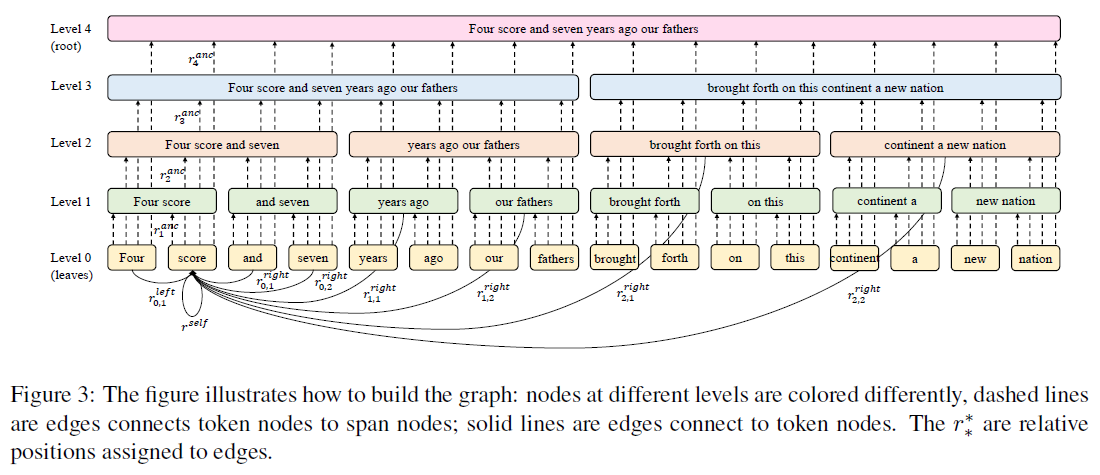 Level 4
(root)
Four score and seven years ago our fathers
r_4^{anc}
Level 3
Four score and seven years ago our fathers
brought forth on this continent a new nation
r_3^{anc}
Level 2
Four score and seven
years ago our fathers
brought forth on this
continent a new nation
r_2^{anc}
Level 1
Four score
and seven
years ago
our fathers
brought forth
on this
continent a
new nation
r_1^{anc}
Level 0
(leaves)
Four
score
and
seven
years
ago
our
fathers
brought
forth
on
this
continent
a
new
nation
r_{0,1}^{left}
r^{self}
r_{0,1}^{right}
r_{0,2}^{right}
r_{1,1}^{right}
r_{1,2}^{right}
r_{2,1}^{right}
r_{2,2}^{right}
Figure 3: The figure illustrates how to build the graph: nodes at different levels are colored differently, dashed lines
are edges connects token nodes to span nodes; solid lines are edges connect to token nodes. The r_*^* are relative
positions assigned to edges.